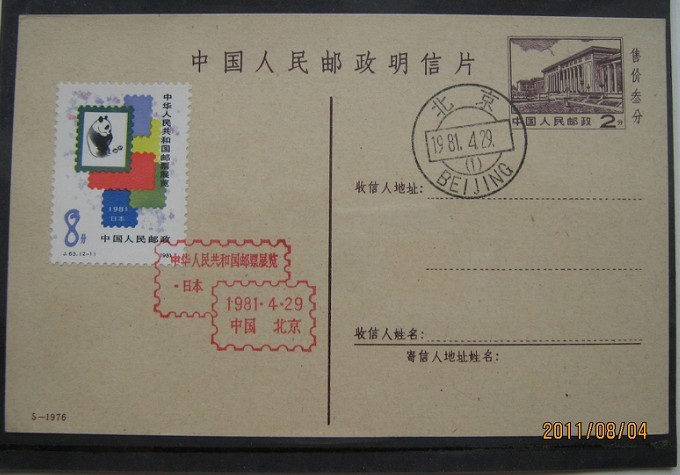 中国人民邮政明信片
售价叁分
中国人民邮政 2分
北京
1981.4.29.
(1)
BEIJING
中华人民共和国邮票展览
1981
日本
8分
中国人民邮政
J.63.(2-1)
中华人民共和国邮票展览
·日本
1981·4·29
中国 北京
收信人地址:
收信人姓名:
寄信人地址姓名:
5-1976
2011/08/04